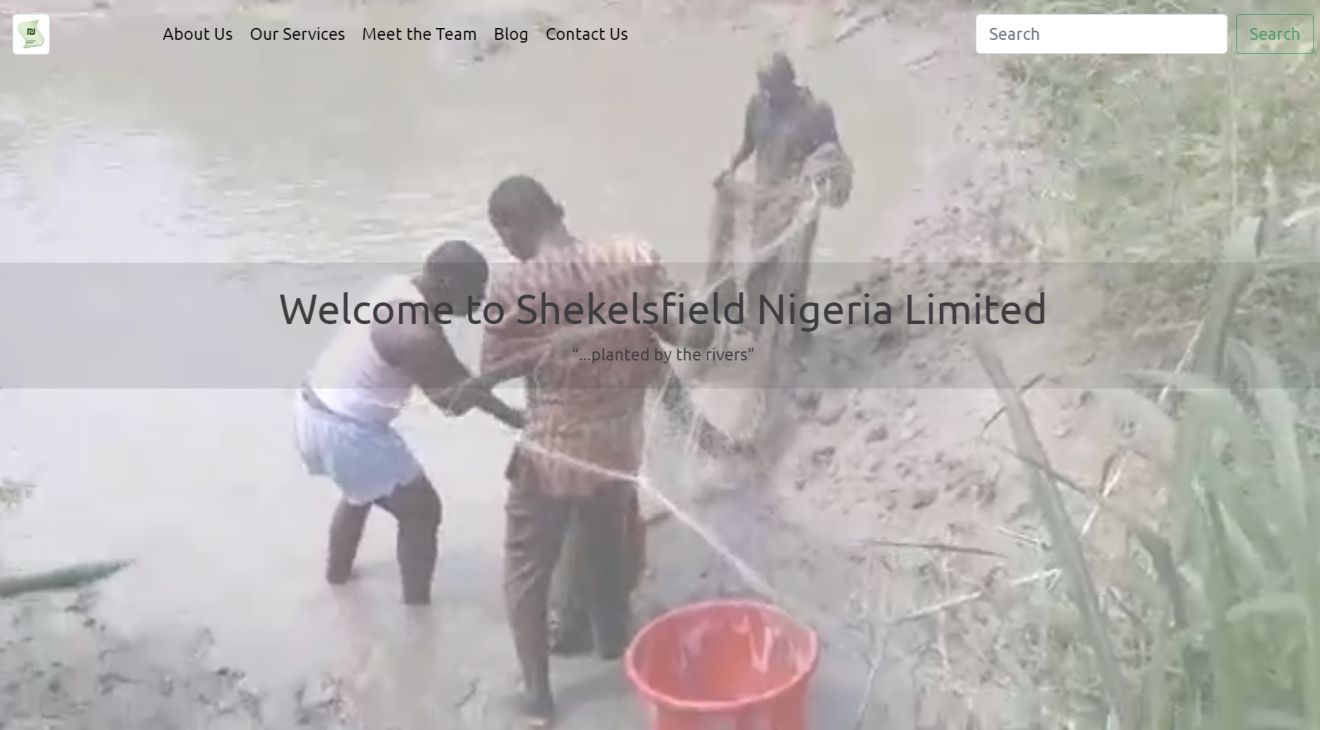 About Us Our Services Meet the Team Blog Contact Us Search Search
Welcome to Shekelsfield Nigeria Limited
“...planted by the rivers”